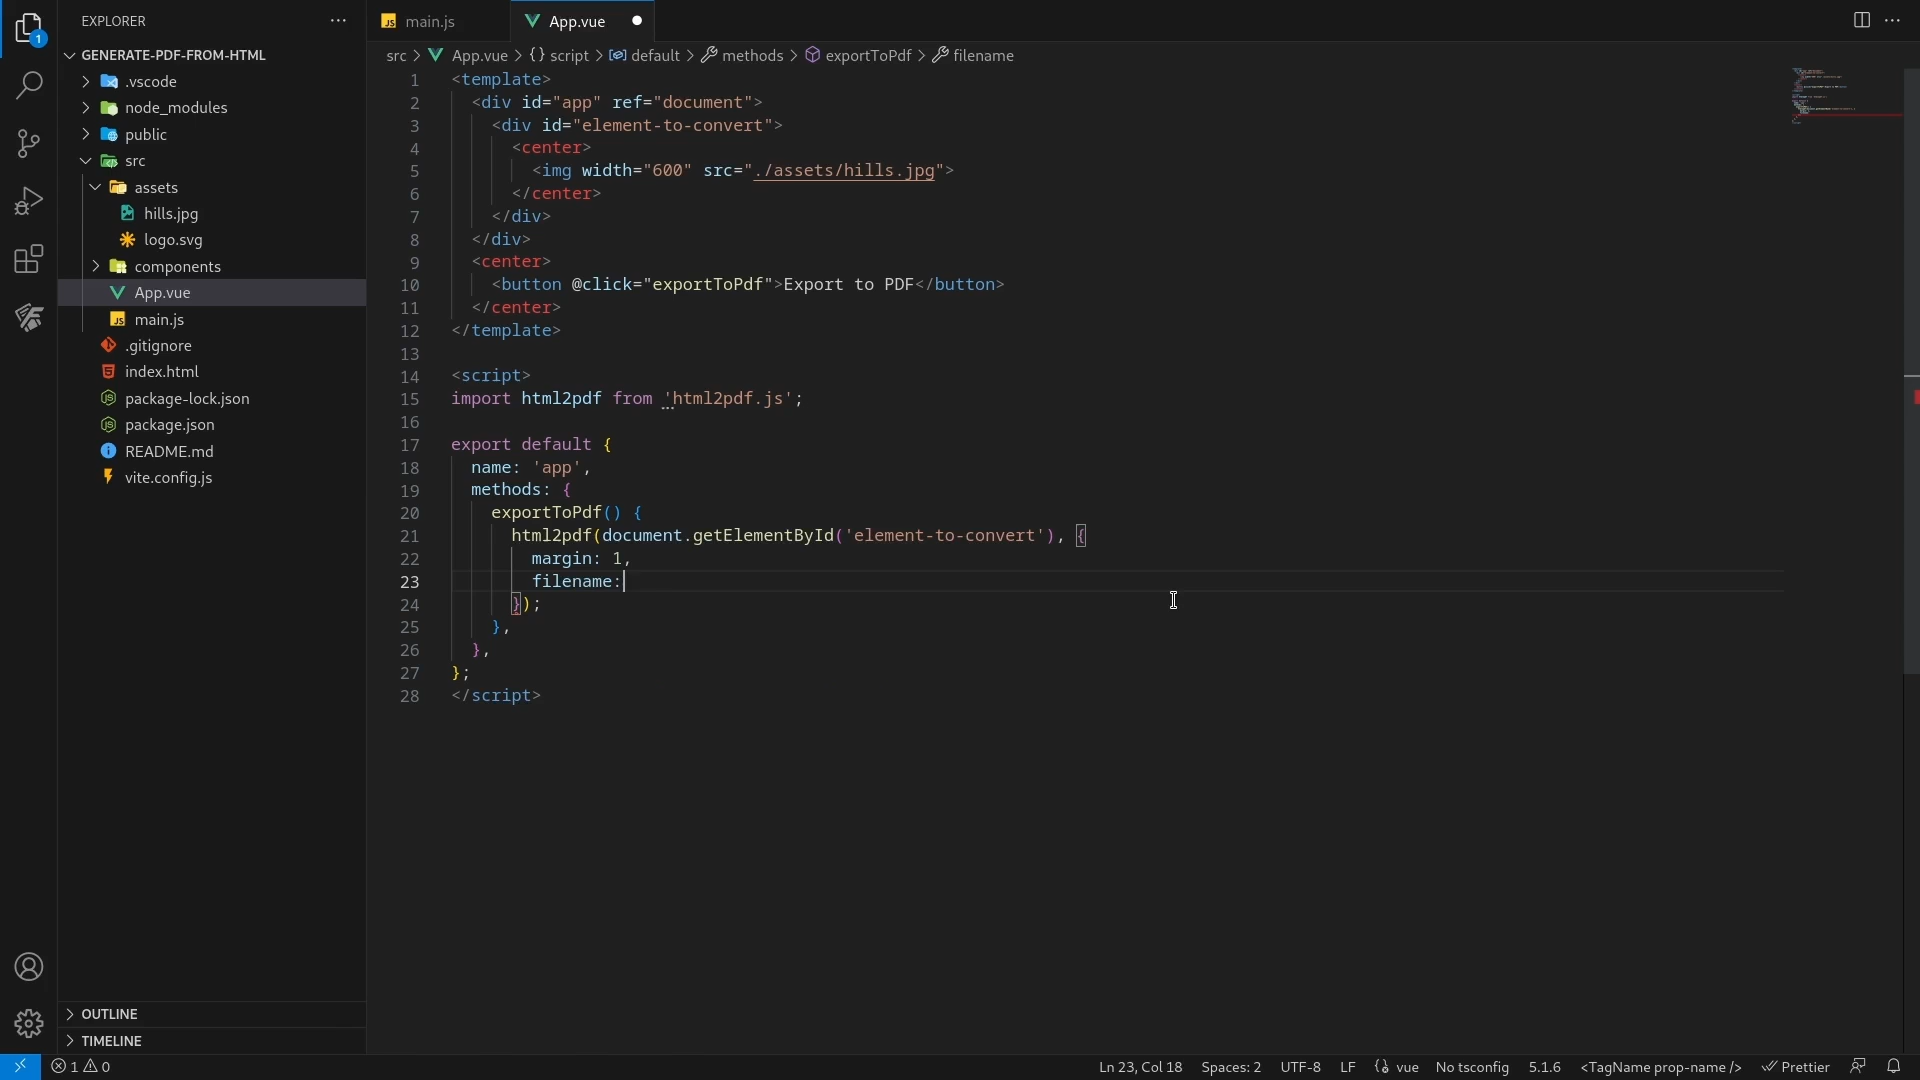 EXPLORER
GENERATE-PDF-FROM-HTML
.vscode
node_modules
public
src
assets
hills.jpg
logo.svg
components
App.vue
main.js
.gitignore
index.html
package-lock.json
package.json
README.md
vite.config.js
OUTLINE
TIMELINE
1
main.js
App.vue
src > App.vue > {} script > default > methods > exportToPdf > filename
1 <template>
2 <div id="app" ref="document">
3 <div id="element-to-convert">
4 <center>
5 <img width="600" src="./assets/hills.jpg">
6 </center>
7 </div>
8 </div>
9 <center>
10 <button @click="exportToPdf">Export to PDF</button>
11 </center>
12 </template>
13
14 <script>
15 import html2pdf from 'html2pdf.js';
16
17 export default {
18 name: 'app',
19 methods: {
20 exportToPdf() {
21 html2pdf(document.getElementById('element-to-convert'), {
22 margin: 1,
23 filename:
24 });
25 },
26 },
27 };
28 </script>
1 0 Ln 23, Col 18 Spaces: 2 UTF-8 LF {} vue No tsconfig 5.1.6 <TagName prop-name /> Prettier